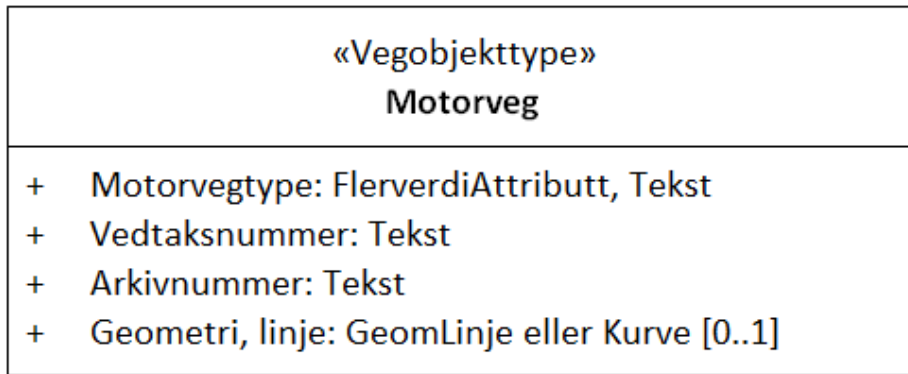 «Vegobjekttype»
Motorveg
+ Motorvegtype: FlerverdiAttributt, Tekst
+ Vedtaksnummer: Tekst
+ Arkivnummer: Tekst
+ Geometri, linje: GeomLinje eller Kurve [0..1]